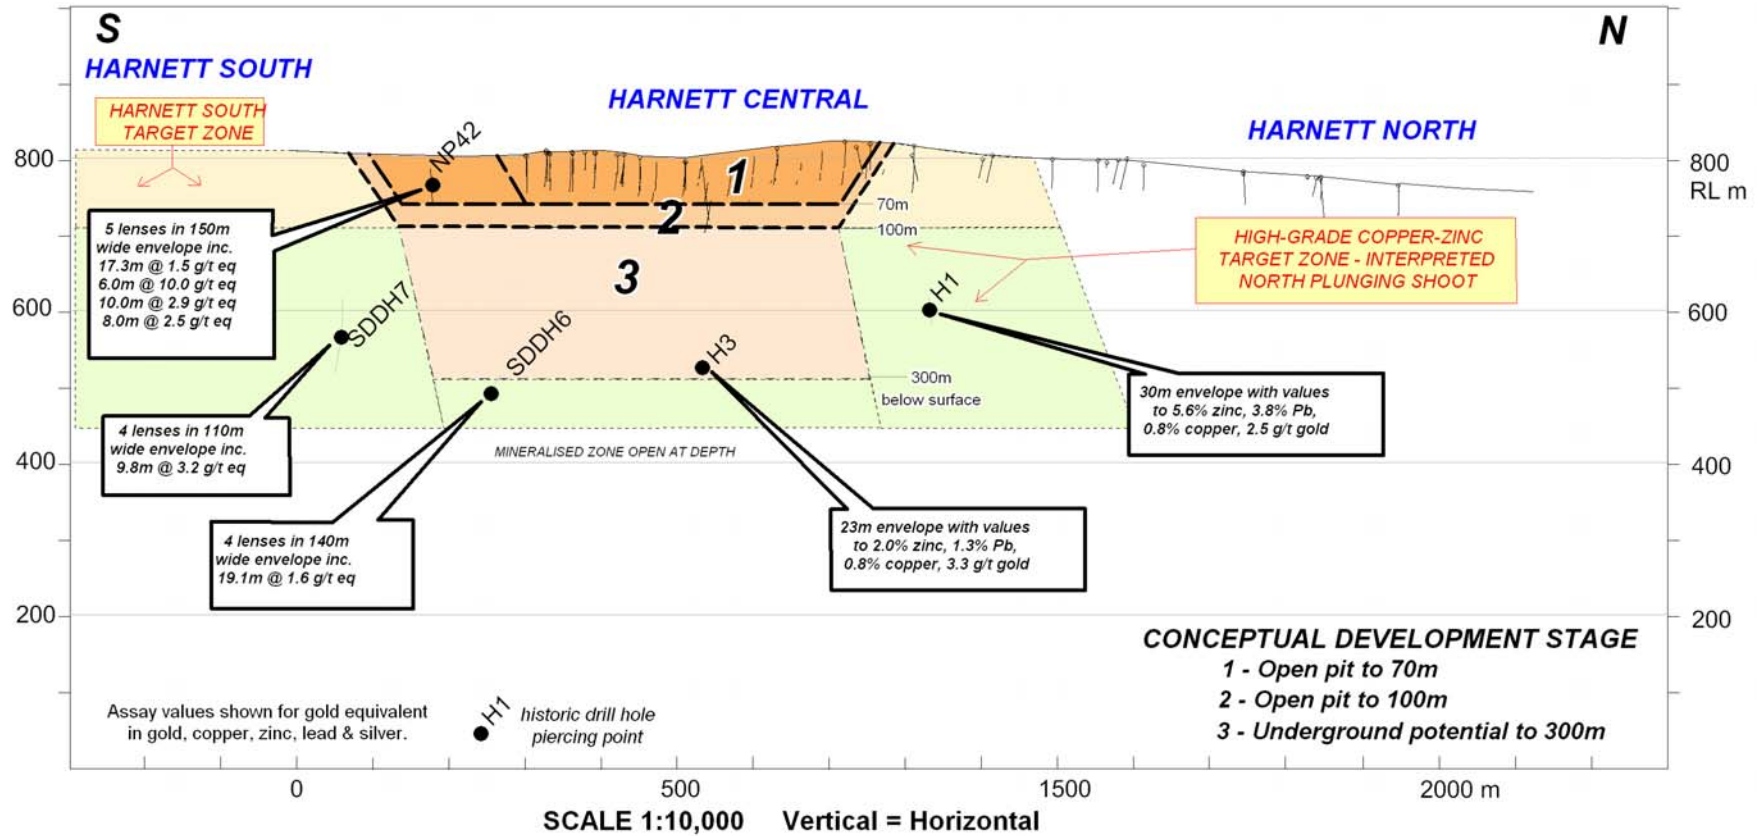 S
N
HARNETT SOUTH
HARNETT CENTRAL
HARNETT NORTH
HARNETT SOUTH
TARGET ZONE
NP42
800
800
RL m
1
2
3
70m
100m
5 lenses in 150m
wide envelope inc.
17.3m @ 1.5 g/t eq
6.0m @ 10.0 g/t eq
10.0m @ 2.9 g/t eq
8.0m @ 2.5 g/t eq
HIGH-GRADE COPPER-ZINC
TARGET ZONE - INTERPRETED
NORTH PLUNGING SHOOT
600
600
SDDH7
SDDH6
H3
H1
300m
below surface
30m envelope with values
to 5.6% zinc, 3.8% Pb,
0.8% copper, 2.5 g/t gold
4 lenses in 110m
wide envelope inc.
9.8m @ 3.2 g/t eq
MINERALISED ZONE OPEN AT DEPTH
400
400
4 lenses in 140m
wide envelope inc.
19.1m @ 1.6 g/t eq
23m envelope with values
to 2.0% zinc, 1.3% Pb,
0.8% copper, 3.3 g/t gold
200
200
CONCEPTUAL DEVELOPMENT STAGE
1 - Open pit to 70m
2 - Open pit to 100m
3 - Underground potential to 300m
Assay values shown for gold equivalent
in gold, copper, zinc, lead & silver.
H1
historic drill hole
piercing point
0
500
1500
2000 m
SCALE 1:10,000 Vertical = Horizontal